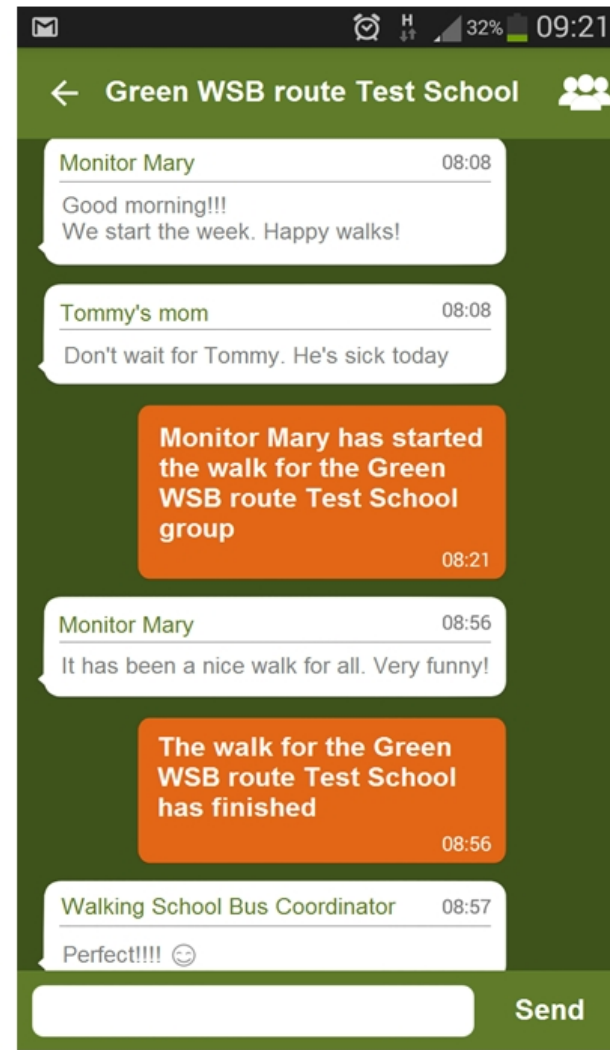 H 32% 09:21
Green WSB route Test School
Monitor Mary 08:08
Good morning!!!
We start the week. Happy walks!
Tommy's mom 08:08
Don't wait for Tommy. He's sick today
Monitor Mary has started
the walk for the Green
WSB route Test School
group
08:21
Monitor Mary 08:56
It has been a nice walk for all. Very funny!
The walk for the Green
WSB route Test School
has finished
08:56
Walking School Bus Coordinator 08:57
Perfect!!!! 😊
Send